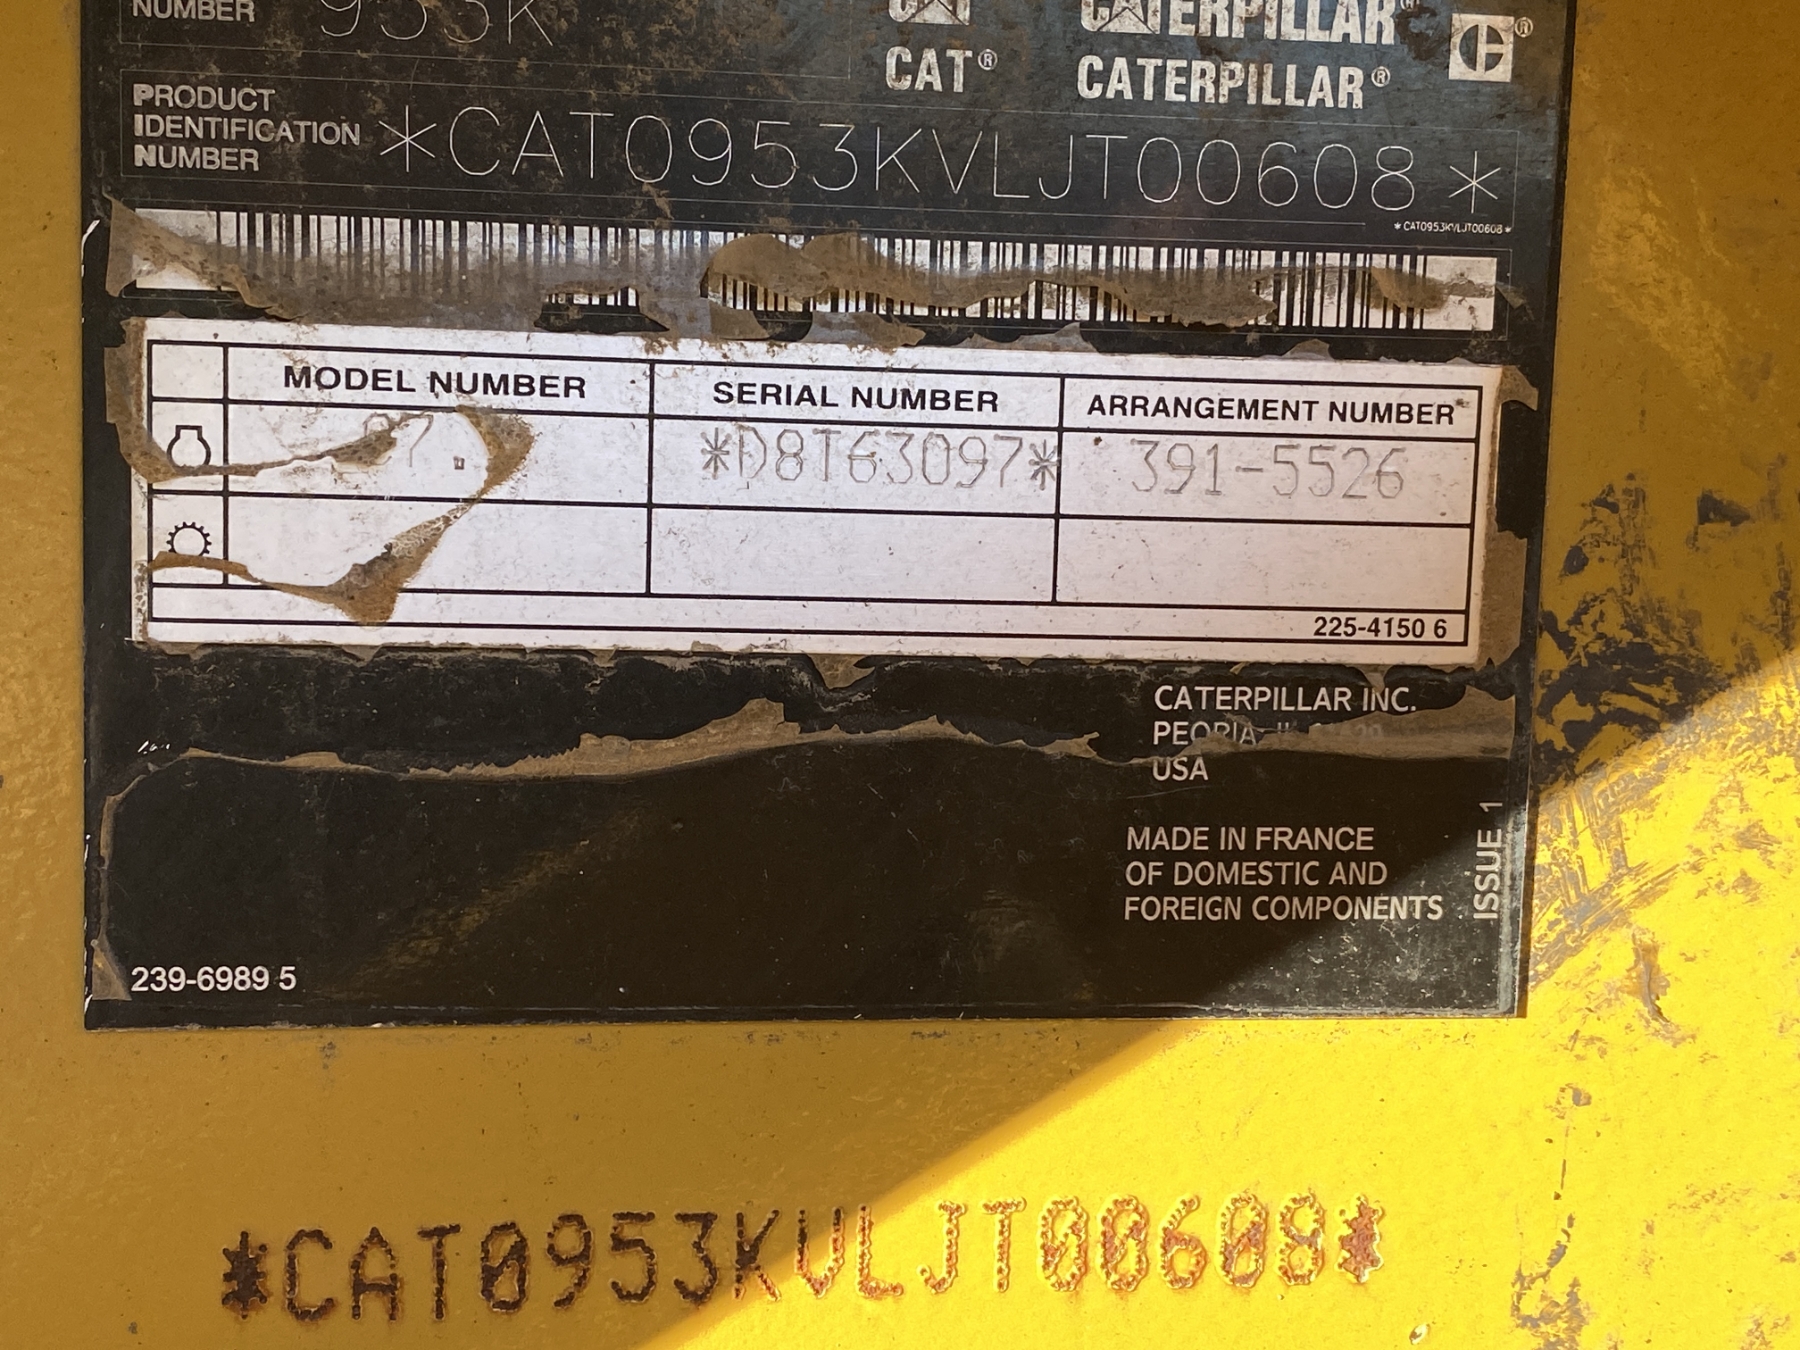 NUMBER 953K
CAT CATERPILLAR®
CAT® CATERPILLAR® ®
PRODUCT
IDENTIFICATION
NUMBER
*CAT0953KVLJT00608*
*CAT0953KVLJT00608*
MODEL NUMBER SERIAL NUMBER ARRANGEMENT NUMBER
*D8T63097* 391-5526
225-4150 6
CATERPILLAR INC.
PEORIA
USA
MADE IN FRANCE
OF DOMESTIC AND
FOREIGN COMPONENTS
ISSUE 1
239-6989 5
*CAT0953KVLJT00608*